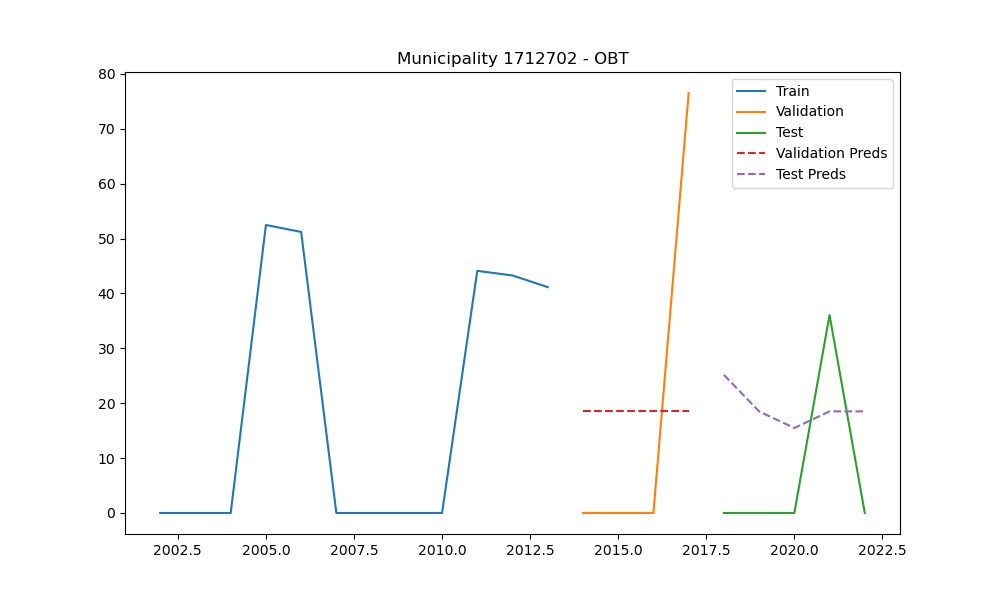 Municipality 1712702 - OBT
80
70
60
50
40
30
20
10
0
Train
Validation
Test
Validation Preds
Test Preds
2002.5 2005.0 2007.5 2010.0 2012.5 2015.0 2017.5 2020.0 2022.5